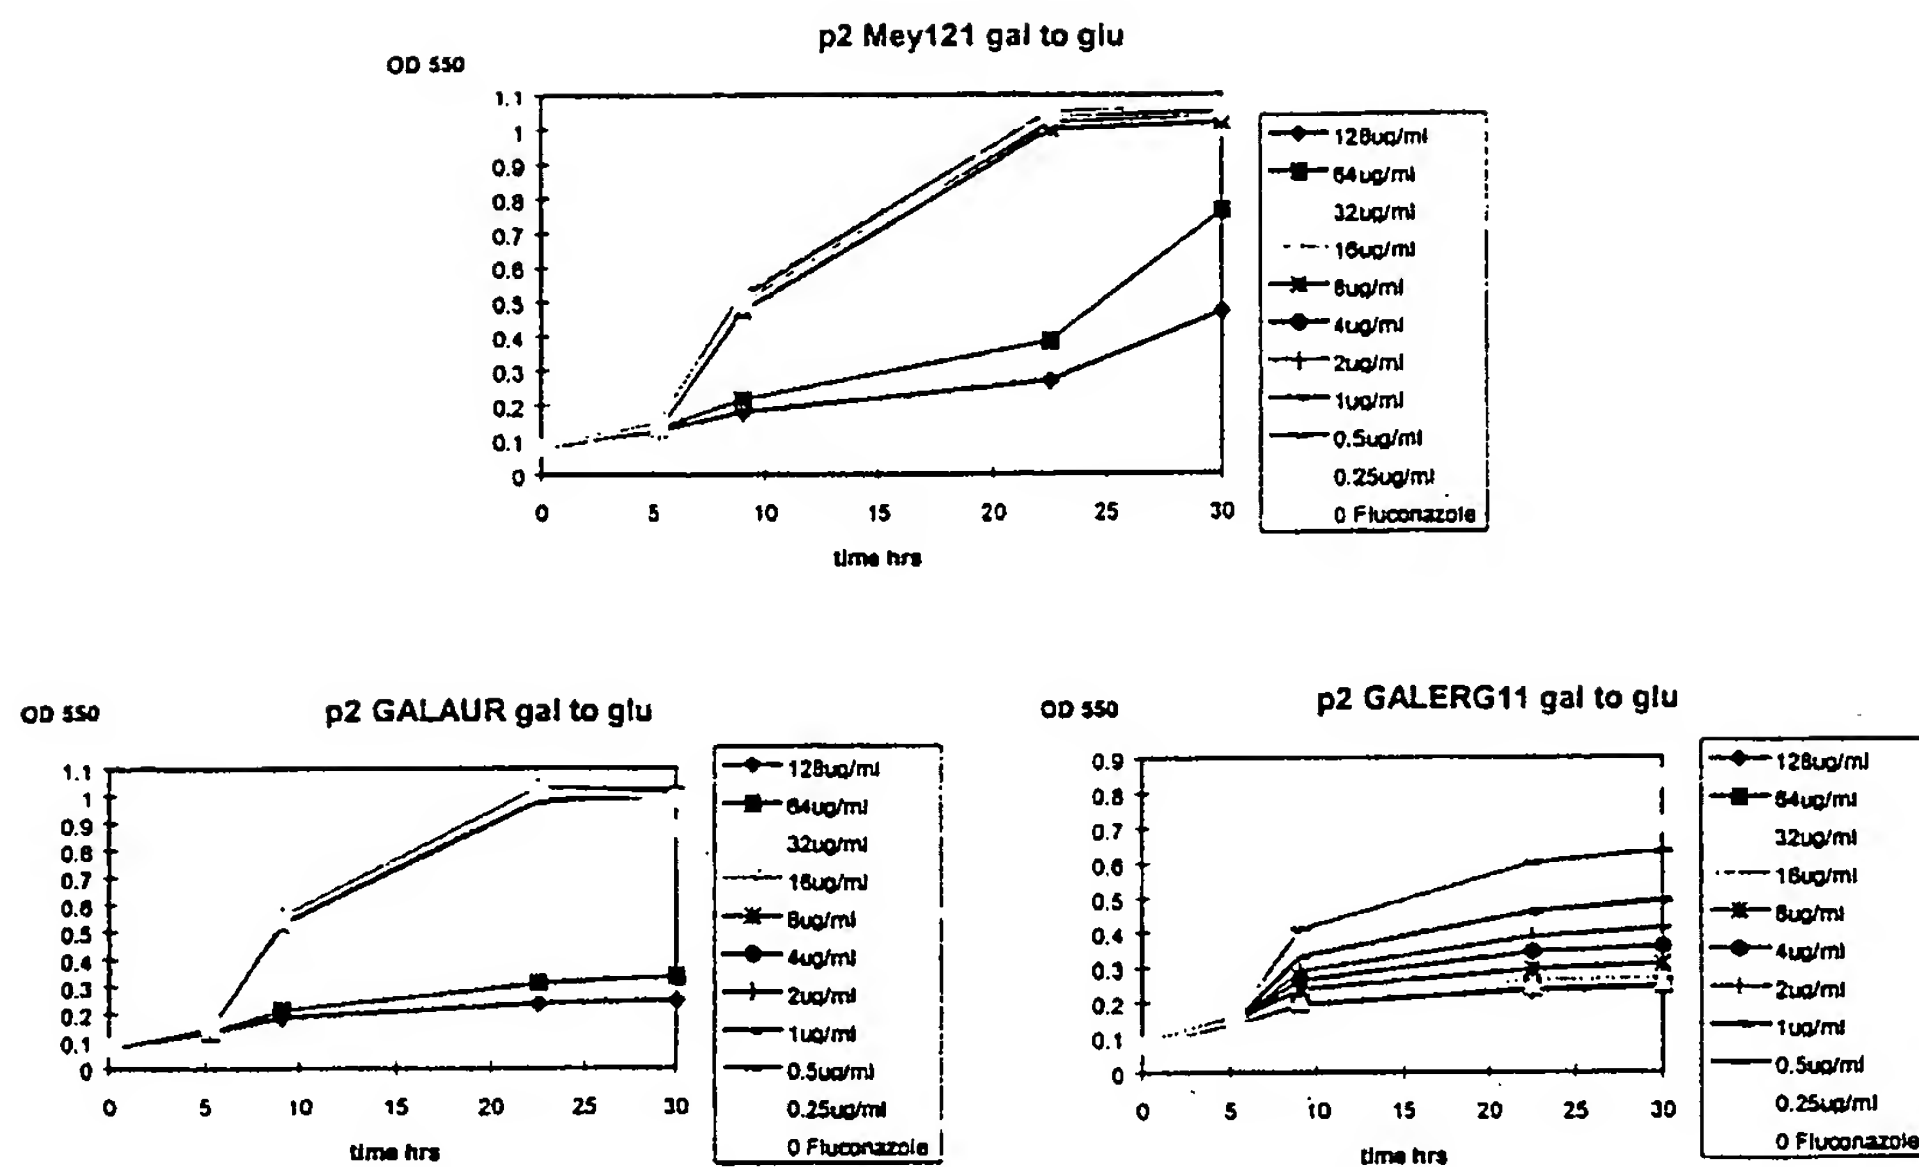 p2 Mey121 gal to glu
OD 550
1.1
1
0.9
0.8
0.7
0.6
0.5
0.4
0.3
0.2
0.1
0
0 5 10 15 20 25 30
time hrs
128ug/ml
64ug/ml
32ug/ml
16ug/ml
8ug/ml
4ug/ml
2ug/ml
1ug/ml
0.5ug/ml
0.25ug/ml
0 Fluconazole
p2 GALAUR gal to glu
OD 550
1.1
1
0.9
0.8
0.7
0.6
0.5
0.4
0.3
0.2
0.1
0
0 5 10 15 20 25 30
time hrs
128ug/ml
64ug/ml
32ug/ml
16ug/ml
8ug/ml
4ug/ml
2ug/ml
1ug/ml
0.5ug/ml
0.25ug/ml
0 Fluconazole
p2 GALERG11 gal to glu
OD 550
0.9
0.8
0.7
0.6
0.5
0.4
0.3
0.2
0.1
0
0 5 10 15 20 25 30
time hrs
128ug/ml
64ug/ml
32ug/ml
16ug/ml
8ug/ml
4ug/ml
2ug/ml
1ug/ml
0.5ug/ml
0.25ug/ml
0 Fluconazole